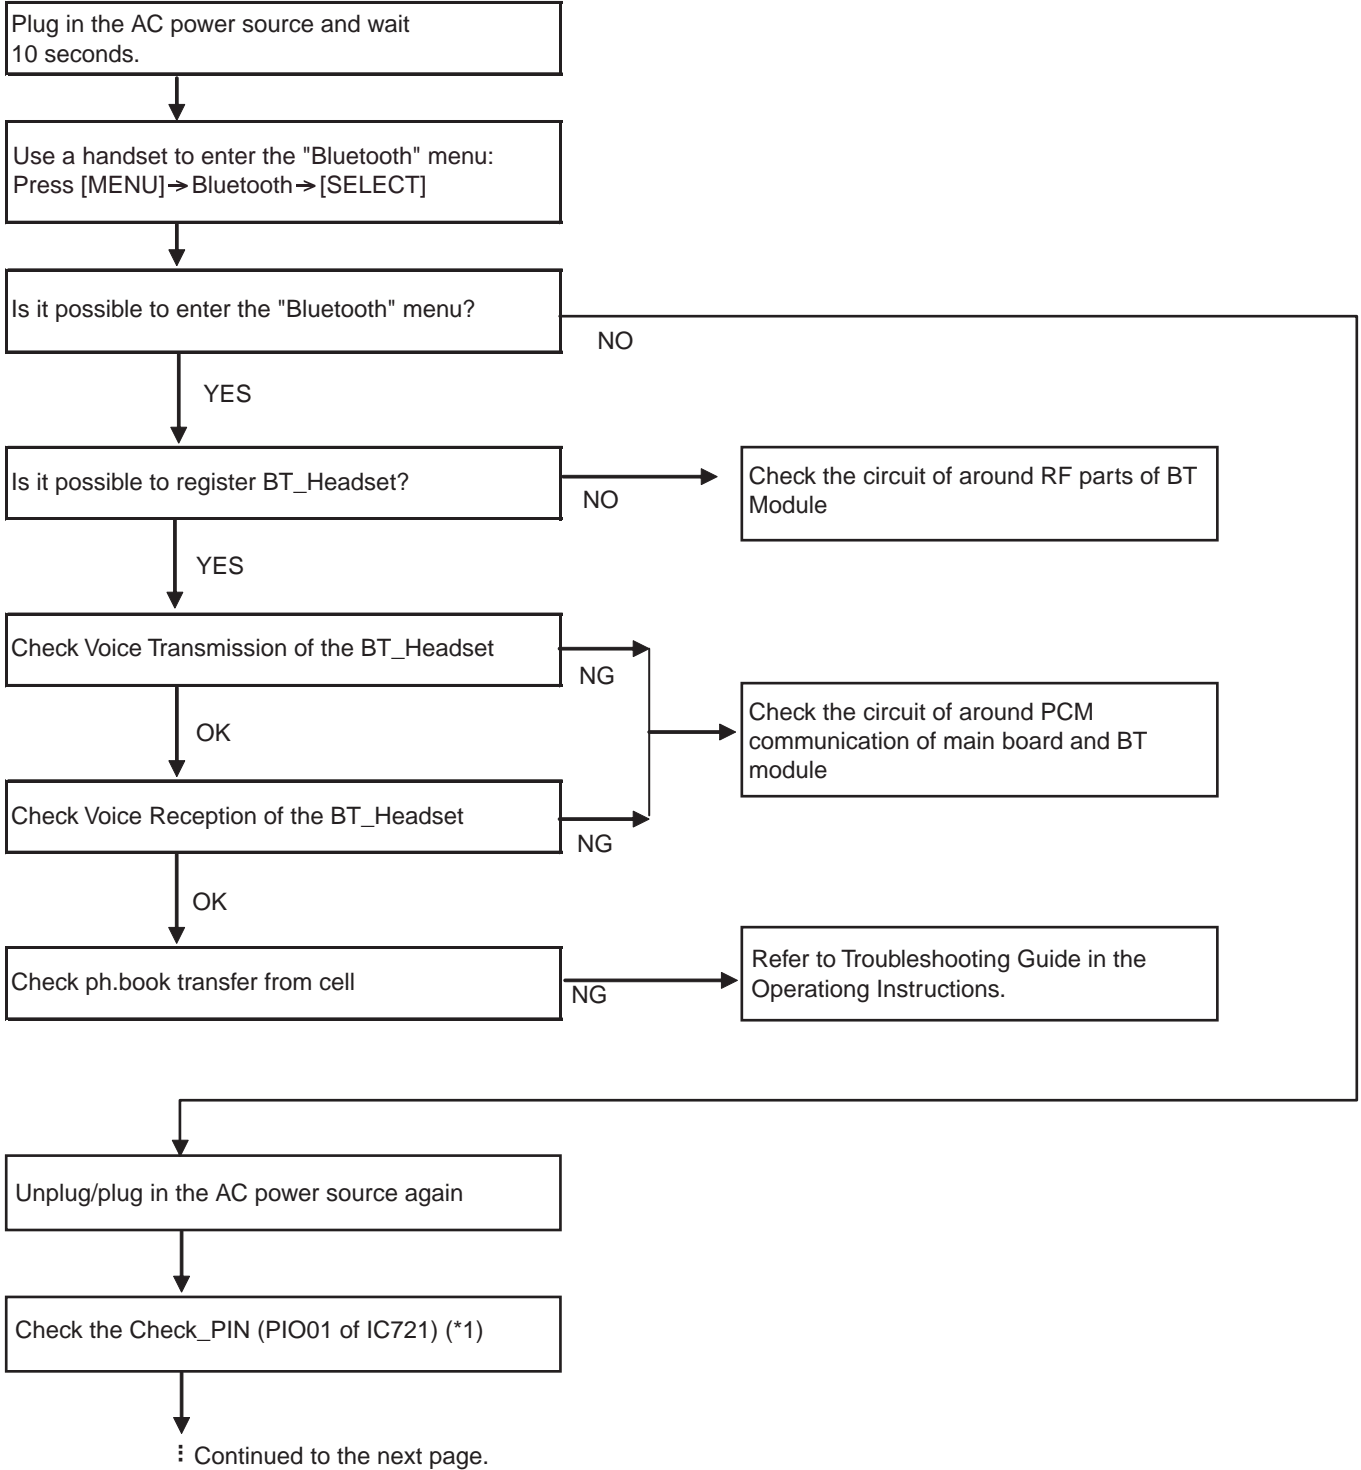 Plug in the AC power source and wait
10 seconds.
Use a handset to enter the "Bluetooth" menu:
Press [MENU]→Bluetooth→[SELECT]
Is it possible to enter the "Bluetooth" menu?
NO
YES
Is it possible to register BT_Headset?
NO
Check the circuit of around RF parts of BT
Module
YES
Check Voice Transmission of the BT_Headset
NG
OK
Check the circuit of around PCM
communication of main board and BT
module
Check Voice Reception of the BT_Headset
NG
OK
Check ph.book transfer from cell
NG
Refer to Troubleshooting Guide in the
Operationg Instructions.
Unplug/plug in the AC power source again
Check the Check_PIN (PIO01 of IC721) (*1)
Continued to the next page.